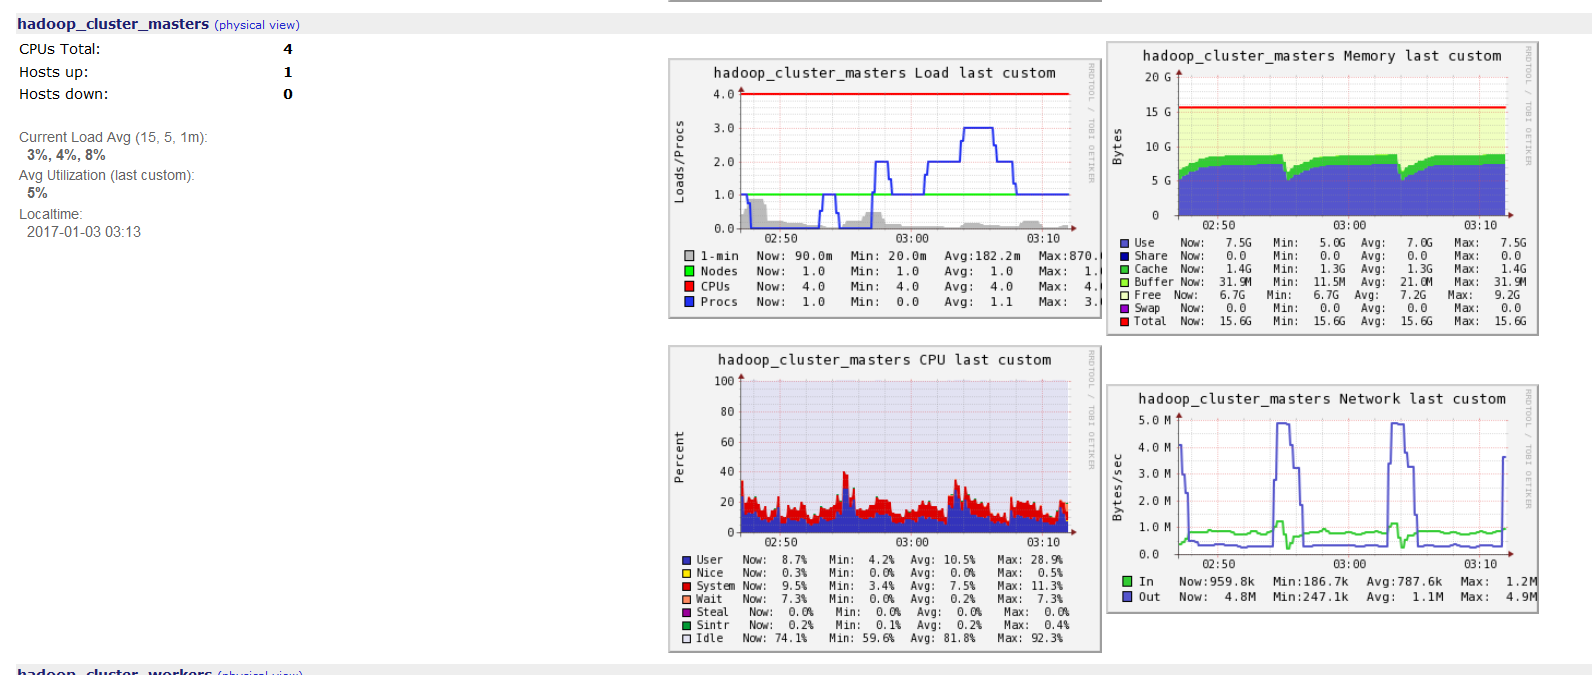 hadoop_cluster_masters (physical view)
CPUs Total: 4
Hosts up: 1
Hosts down: 0
Current Load Avg (15, 5, 1m):
3%, 4%, 8%
Avg Utilization (last custom):
5%
Localtime:
2017-01-03 03:13
hadoop_cluster_masters Load last custom
RRDTOOL / TOBI OETIKER
Loads/Procs
4.0
3.0
2.0
1.0
0.0
02:50 03:00 03:10
1-min Now: 90.0m Min: 20.0m Avg:182.2m Max:870.
Nodes Now: 1.0 Min: 1.0 Avg: 1.0 Max: 1.
CPUs Now: 4.0 Min: 4.0 Avg: 4.0 Max: 4.
Procs Now: 1.0 Min: 0.0 Avg: 1.1 Max: 3.
hadoop_cluster_masters Memory last custom
RRDTOOL / TOBI OETIKER
Bytes
20 G
15 G
10 G
5 G
0
02:50 03:00 03:10
Use Now: 7.5G Min: 5.0G Avg: 7.0G Max: 7.5G
Share Now: 0.0 Min: 0.0 Avg: 0.0 Max: 0.0
Cache Now: 1.4G Min: 1.3G Avg: 1.3G Max: 1.4G
Buffer Now: 31.9M Min: 11.5M Avg: 21.0M Max: 31.9M
Free Now: 6.7G Min: 6.7G Avg: 7.2G Max: 9.2G
Swap Now: 0.0 Min: 0.0 Avg: 0.0 Max: 0.0
Total Now: 15.6G Min: 15.6G Avg: 15.6G Max: 15.6G
hadoop_cluster_masters CPU last custom
RRDTOOL / TOBI OETIKER
Percent
100
80
60
40
20
0
02:50 03:00 03:10
User Now: 8.7% Min: 4.2% Avg: 10.5% Max: 28.9%
Nice Now: 0.3% Min: 0.0% Avg: 0.0% Max: 0.5%
System Now: 9.5% Min: 3.4% Avg: 7.5% Max: 11.3%
Wait Now: 7.3% Min: 0.0% Avg: 0.2% Max: 7.3%
Steal Now: 0.0% Min: 0.0% Avg: 0.0% Max: 0.0%
Sintr Now: 0.2% Min: 0.1% Avg: 0.2% Max: 0.4%
Idle Now: 74.1% Min: 59.6% Avg: 81.8% Max: 92.3%
hadoop_cluster_masters Network last custom
RRDTOOL / TOBI OETIKER
Bytes/sec
5.0 M
4.0 M
3.0 M
2.0 M
1.0 M
0.0
02:50 03:00 03:10
In Now:959.8k Min:186.7k Avg:787.6k Max: 1.2M
Out Now: 4.8M Min:247.1k Avg: 1.1M Max: 4.9M
hadoop_cluster_workers (physical view)